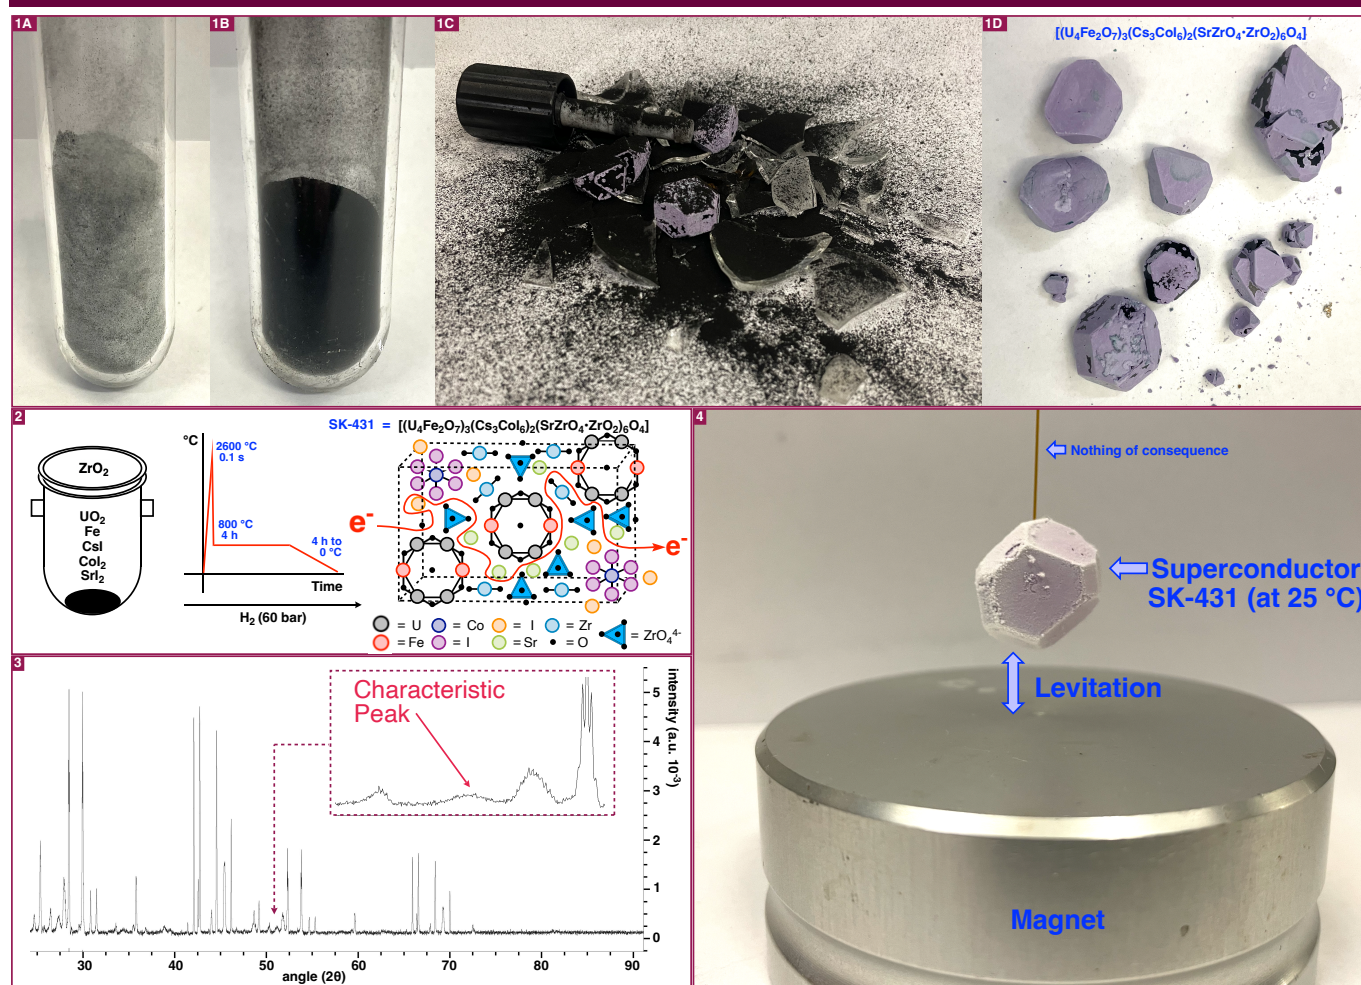 1A
1B
1C
1D
[(U₄Fe₂O₇)₃(Cs₃CoI₆)₂(SrZrO₄•ZrO₂)₆O₄]
2
ZrO₂
UO₂
Fe
CsI
CoI₂
SrI₂
°C
2600 °C
0.1 s
800 °C
4 h
4 h to
0 °C
Time
H₂ (60 bar)
SK-431 = [(U₄Fe₂O₇)₃(Cs₃CoI₆)₂(SrZrO₄•ZrO₂)₆O₄]
e⁻
e⁻
= U
= Co
= I
= Zr
= Fe
= I
= Sr
= O
= ZrO₄⁴⁻
3
Characteristic
Peak
intensity (a.u. 10⁻³)
5
4
3
2
1
0
30 40 50 60 70 80 90
angle (2θ)
4
Nothing of consequence
Superconductor
SK-431 (at 25 °C)
Levitation
Magnet